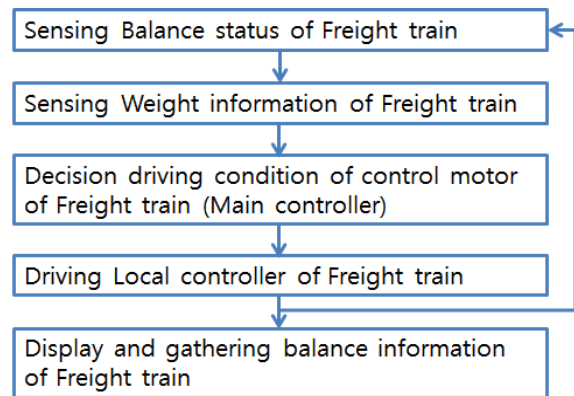 Sensing Balance status of Freight train
Sensing Weight information of Freight train
Decision driving condition of control motor
of Freight train (Main controller)
Driving Local controller of Freight train
Display and gathering balance information
of Freight train